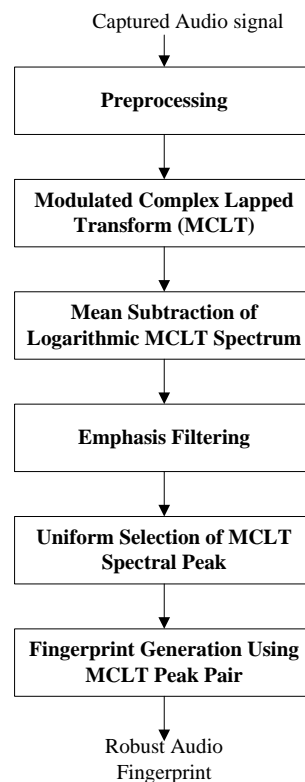 Captured Audio signal
Preprocessing
Modulated Complex Lapped
Transform (MCLT)
Mean Subtraction of
Logarithmic MCLT Spectrum
Emphasis Filtering
Uniform Selection of MCLT
Spectral Peak
Fingerprint Generation Using
MCLT Peak Pair
Robust Audio
Fingerprint